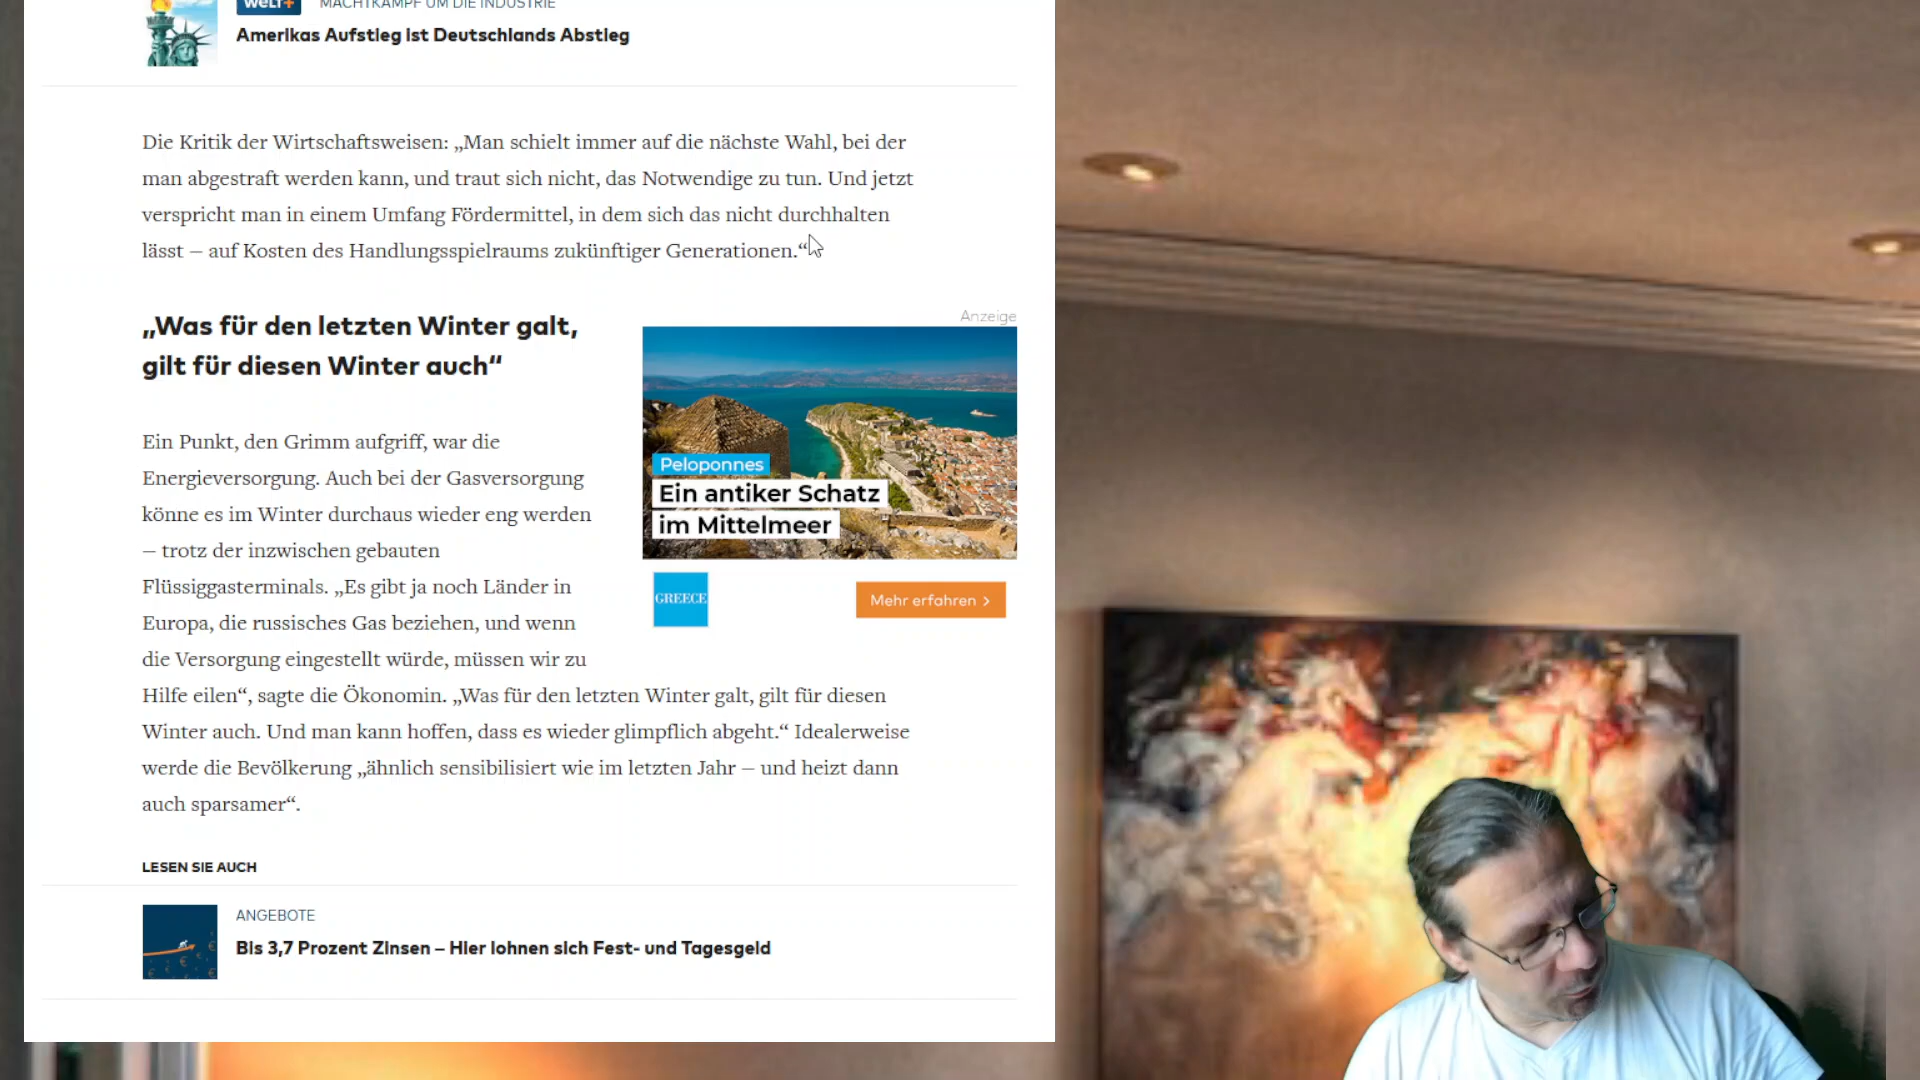 WELT+ MACHTKAMPF UM DIE INDUSTRIE
Amerikas Aufstieg ist Deutschlands Abstieg
Die Kritik der Wirtschaftsweisen: „Man schielt immer auf die nächste Wahl, bei der
man abgestraft werden kann, und traut sich nicht, das Notwendige zu tun. Und jetzt
verspricht man in einem Umfang Fördermittel, in dem sich das nicht durchhalten
lässt – auf Kosten des Handlungsspielraums zukünftiger Generationen.“
„Was für den letzten Winter galt,
gilt für diesen Winter auch“
Ein Punkt, den Grimm aufgriff, war die
Energieversorgung. Auch bei der Gasversorgung
könne es im Winter durchaus wieder eng werden
– trotz der inzwischen gebauten
Flüssiggasterminals. „Es gibt ja noch Länder in
Europa, die russisches Gas beziehen, und wenn
die Versorgung eingestellt würde, müssen wir zu
Hilfe eilen“, sagte die Ökonomin. „Was für den letzten Winter galt, gilt für diesen
Winter auch. Und man kann hoffen, dass es wieder glimpflich abgeht.“ Idealerweise
werde die Bevölkerung „ähnlich sensibilisiert wie im letzten Jahr – und heizt dann
auch sparsamer“.
Anzeige
Peloponnes
Ein antiker Schatz
im Mittelmeer
GREECE
Mehr erfahren >
LESEN SIE AUCH
ANGEBOTE
Bis 3,7 Prozent Zinsen – Hier lohnen sich Fest- und Tagesgeld